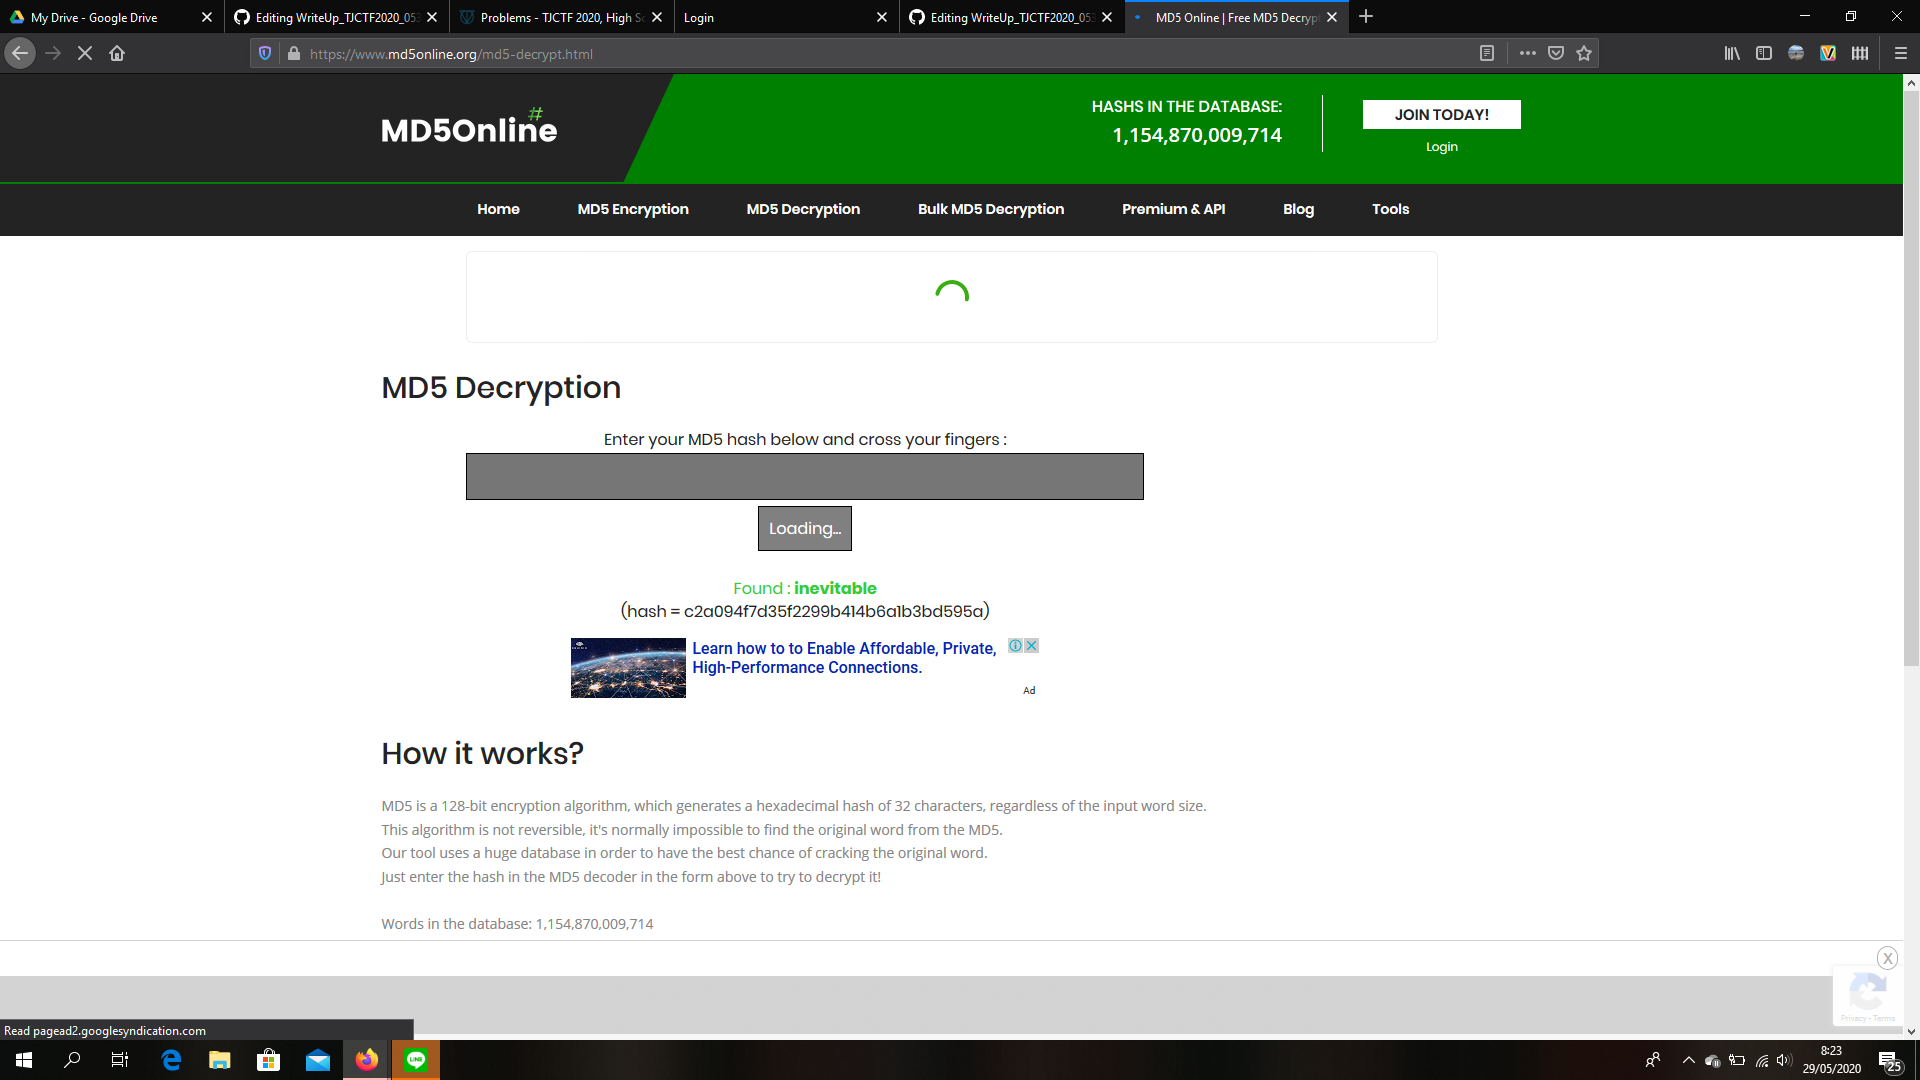 My Drive - Google Drive
Editing WriteUp_TJCTF2020_053
Problems - TJCTF 2020, High Sc
Login
Editing WriteUp_TJCTF2020_053
MD5 Online | Free MD5 Decrypt
https://www.md5online.org/md5-decrypt.html
#
MD5Online
HASHS IN THE DATABASE:
1,154,870,009,714
JOIN TODAY!
Login
Home
MD5 Encryption
MD5 Decryption
Bulk MD5 Decryption
Premium & API
Blog
Tools
MD5 Decryption
Enter your MD5 hash below and cross your fingers :
Loading...
Found : inevitable
(hash = c2a094f7d35f2299b414b6a1b3bd595a)
Learn how to to Enable Affordable, Private,
High-Performance Connections.
Ad
How it works?
MD5 is a 128-bit encryption algorithm, which generates a hexadecimal hash of 32 characters, regardless of the input word size.
This algorithm is not reversible, it's normally impossible to find the original word from the MD5.
Our tool uses a huge database in order to have the best chance of cracking the original word.
Just enter the hash in the MD5 decoder in the form above to try to decrypt it!
Words in the database: 1,154,870,009,714
X
Privacy - Terms
Read pagead2.googlesyndication.com
LINE
8:23
29/05/2020
25